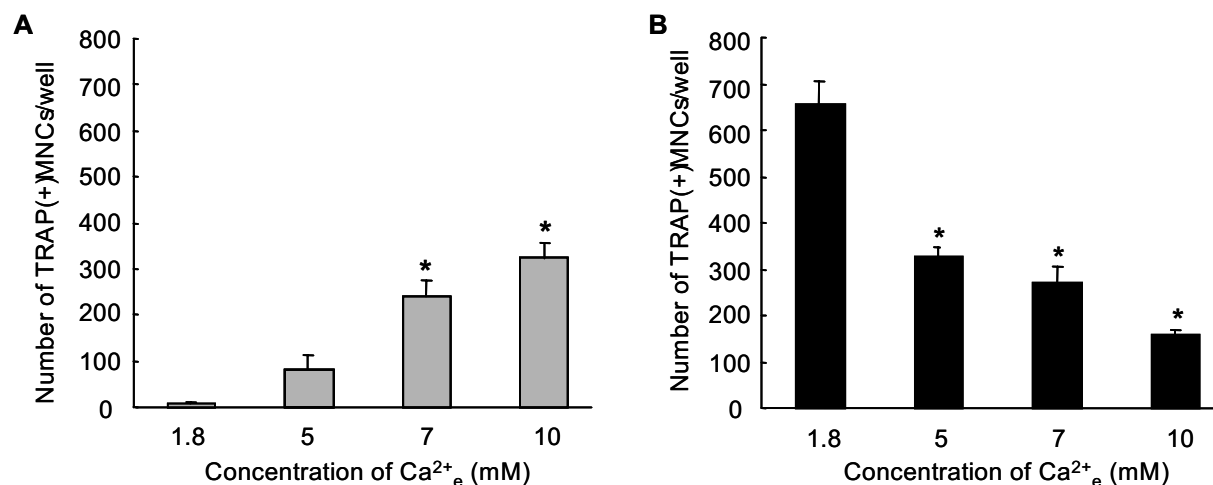 A
Number of TRAP(+)MNCs/well
800
700
600
500
400
300
200
100
0
*
*
1.8 5 7 10
Concentration of Ca²⁺ₑ (mM)
B
Number of TRAP(+)MNCs/well
800
700
600
500
400
300
200
100
0
*
*
*
1.8 5 7 10
Concentration of Ca²⁺ₑ (mM)